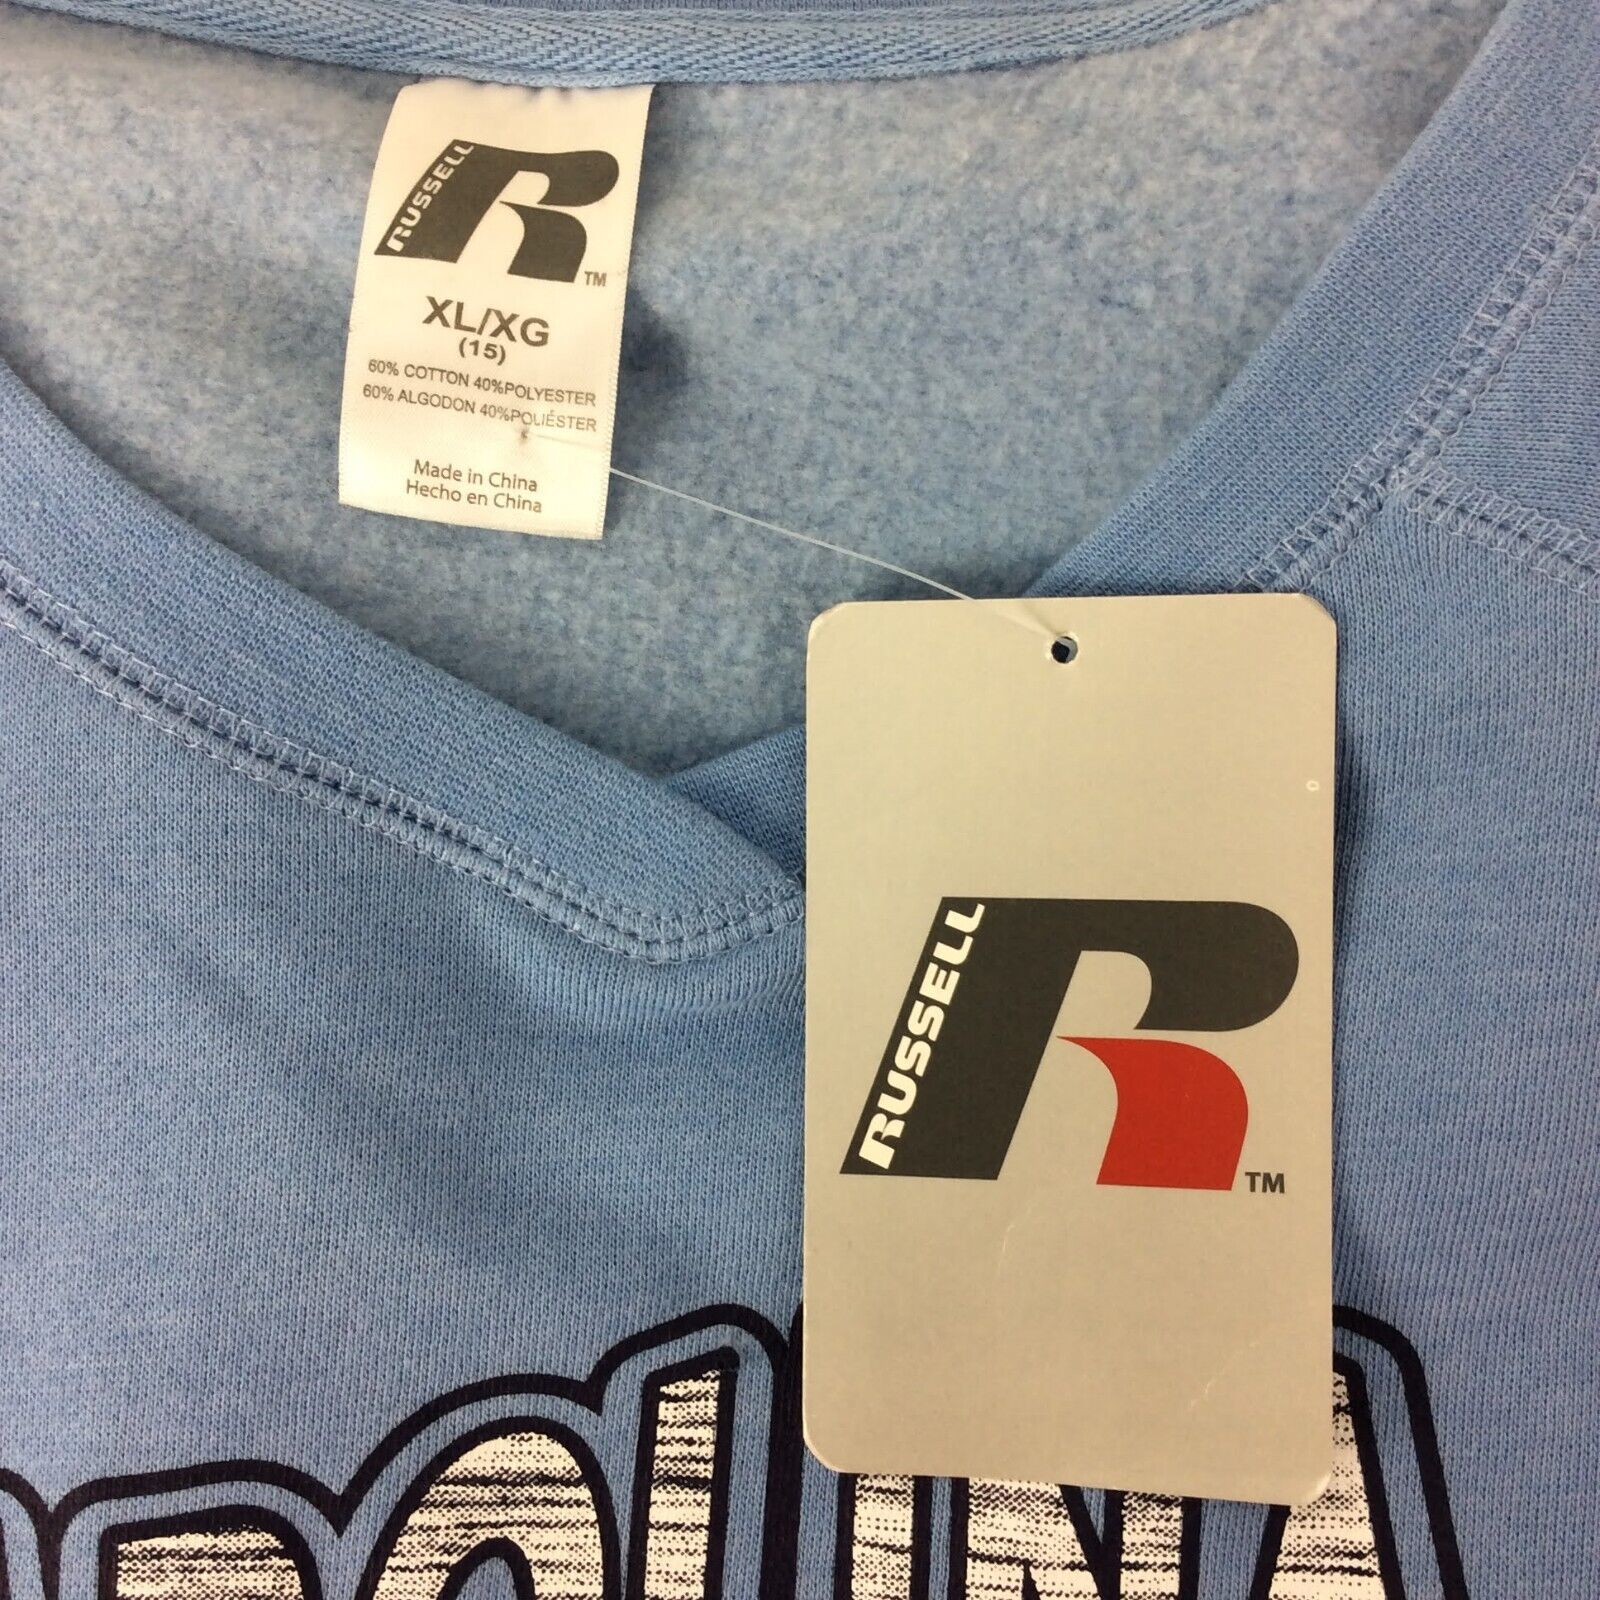 RUSSELL
R
TM
XL/XG
(15)
60% COTTON 40%POLYESTER
60% ALGODON 40%POLIÉSTER
Made in China
Hecho en China
RUSSELL
R
TM